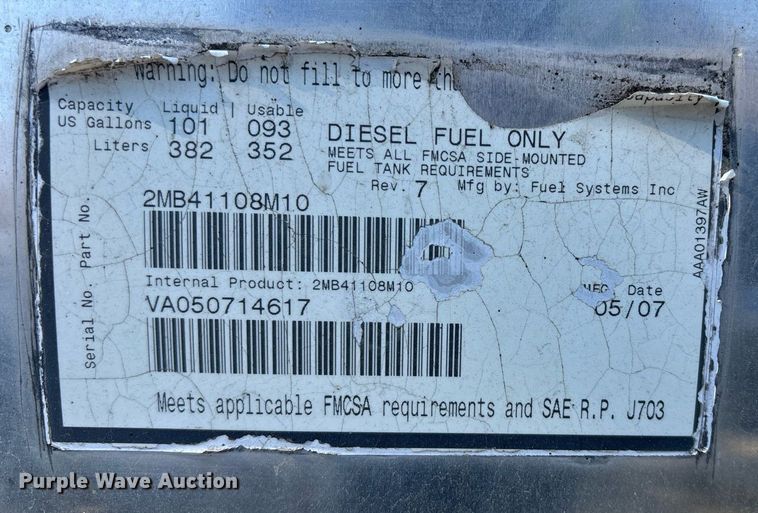 Warning: Do not fill to more
Capacity Liquid | Usable
US Gallons 101 093
Liters 382 352
DIESEL FUEL ONLY
MEETS ALL FMCSA SIDE-MOUNTED
FUEL TANK REQUIREMENTS
Rev. 7 Mfg by: Fuel Systems Inc
Part No.
2MB41108M10
Internal Product: 2MB41108M10
Serial No.
VA050714617
MFG. Date
05/07
AAA01397AW
Meets applicable FMCSA requirements and SAE R.P. J703
Purple Wave Auction